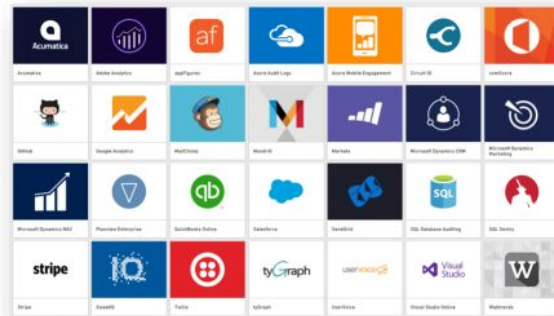 Acumatica
af
Acumatica
Adobe Analytics
appFigures
Azure Audit Logs
Azure Mobile Engagement
Circuit ID
comScore
GitHub
Google Analytics
MailChimp
Mandrill
Marketo
Microsoft Dynamics CRM
Microsoft Dynamics
Marketing
qb
SQL
Microsoft Dynamics NAV
Planview Enterprise
QuickBooks Online
Salesforce
SendGrid
SQL Database Auditing
SQL Sentry
stripe
IQ
tyGraph
uservoice
Visual
Studio
W
Stripe
SweetIQ
Twilio
tyGraph
UserVoice
Visual Studio Online
Webtrends